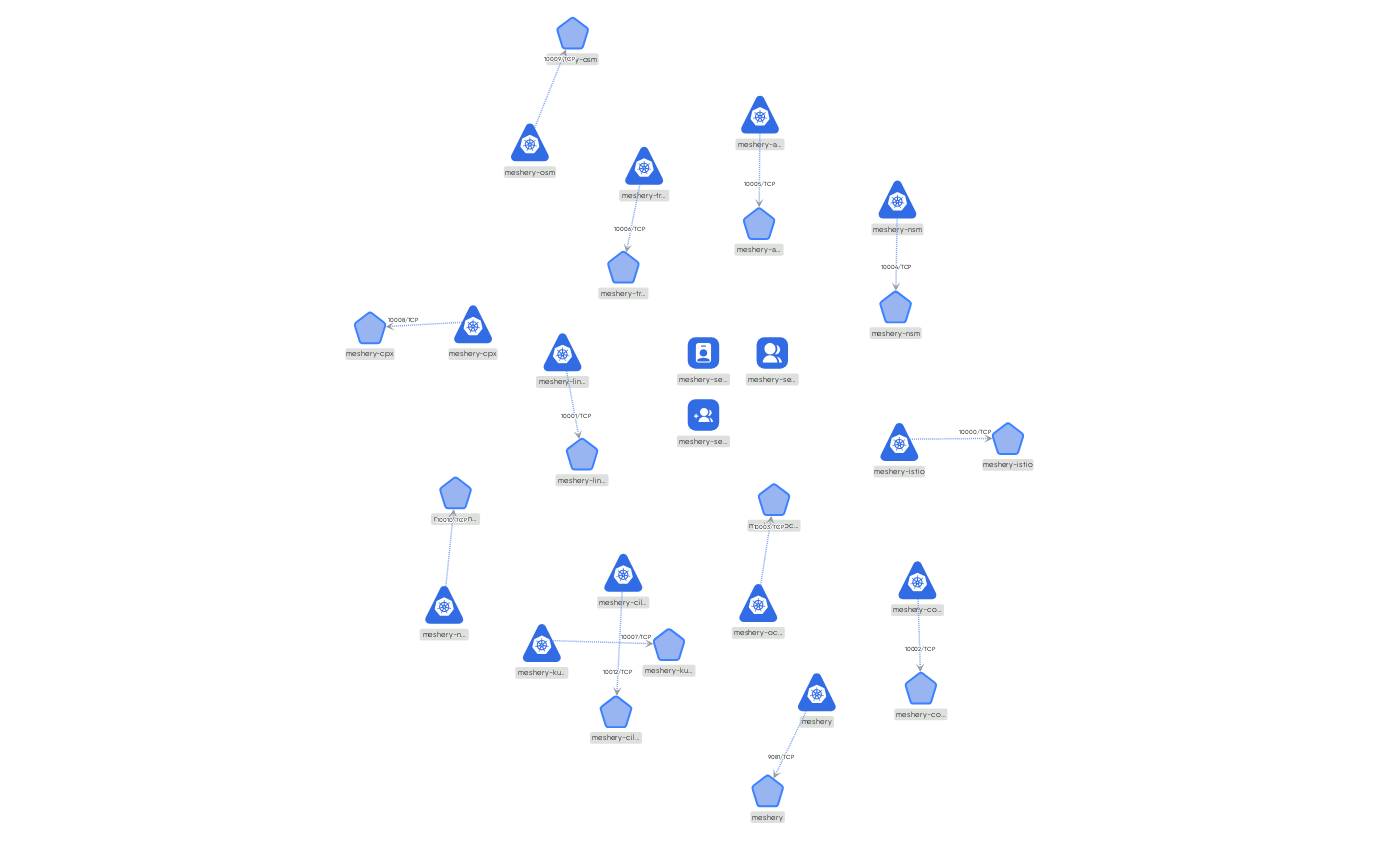 10009/TCP
meshery-osm
meshery-a...
10005/TCP
meshery-a...
meshery-tr...
10006/TCP
meshery-tr...
meshery-nsm
10004/TCP
meshery-nsm
10008/TCP
meshery-cpx
meshery-cpx
meshery-lin...
10001/TCP
meshery-lin...
meshery-se...
meshery-se...
meshery-se...
10000/TCP
meshery-istio
meshery-istio
10010/TCP
meshery-n...
meshery-cil...
10012/TCP
meshery-cil...
meshery-ku...
10007/TCP
meshery-ku...
10003/TCP
meshery-oc...
meshery-co...
10002/TCP
meshery-co...
meshery
9081/TCP
meshery